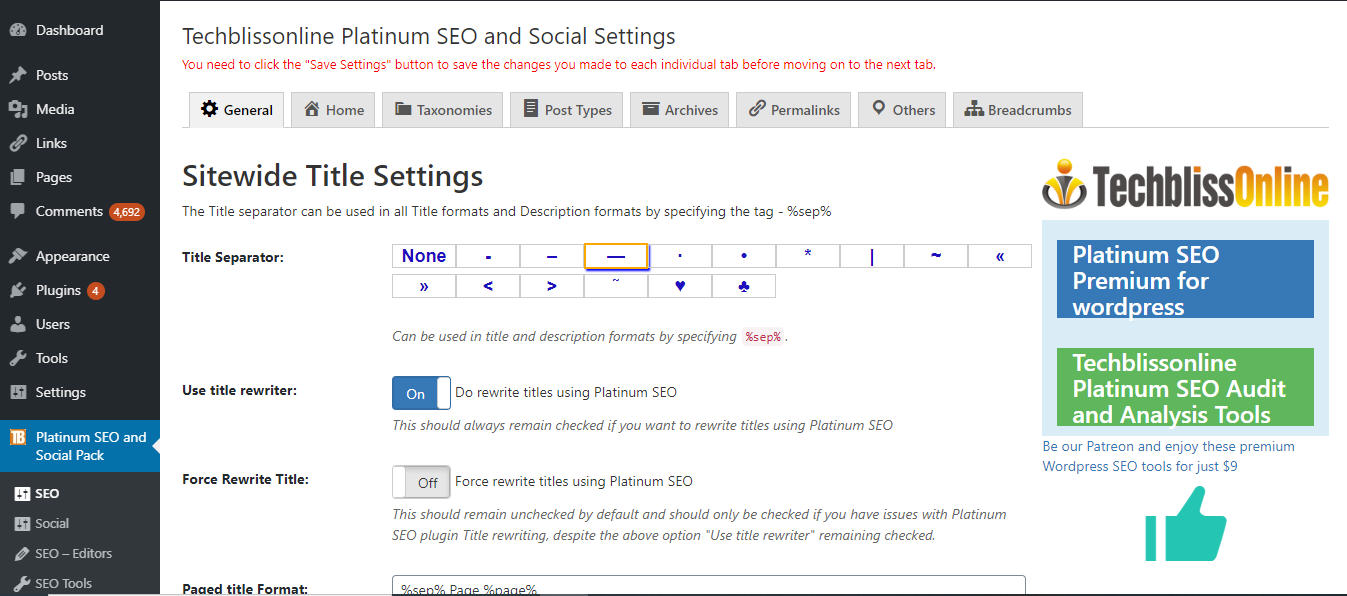 Dashboard
Posts
Media
Links
Pages
Comments 4,692
Appearance
Plugins 4
Users
Tools
Settings
Platinum SEO and
Social Pack
SEO
Social
SEO – Editors
SEO Tools
Techblissonline Platinum SEO and Social Settings
You need to click the "Save Settings" button to save the changes you made to each individual tab before moving on to the next tab.
General Home Taxonomies Post Types Archives Permalinks Others Breadcrumbs
Sitewide Title Settings
The Title separator can be used in all Title formats and Description formats by specifying the tag - %sep%
Title Separator:
None - – — · • * | ~ «
» < > ˜ ♥ ♣
Can be used in title and description formats by specifying %sep% .
Use title rewriter:
On Do rewrite titles using Platinum SEO
This should always remain checked if you want to rewrite titles using Platinum SEO
Force Rewrite Title:
Off Force rewrite titles using Platinum SEO
This should remain unchecked by default and should only be checked if you have issues with Platinum
SEO plugin Title rewriting, despite the above option "Use title rewriter" remaining checked.
Paged title Format:
%sep% Page %page%
TechblissOnline
Platinum SEO
Premium for
wordpress
Techblissonline
Platinum SEO Audit
and Analysis Tools
Be our Patreon and enjoy these premium
Wordpress SEO tools for just $9